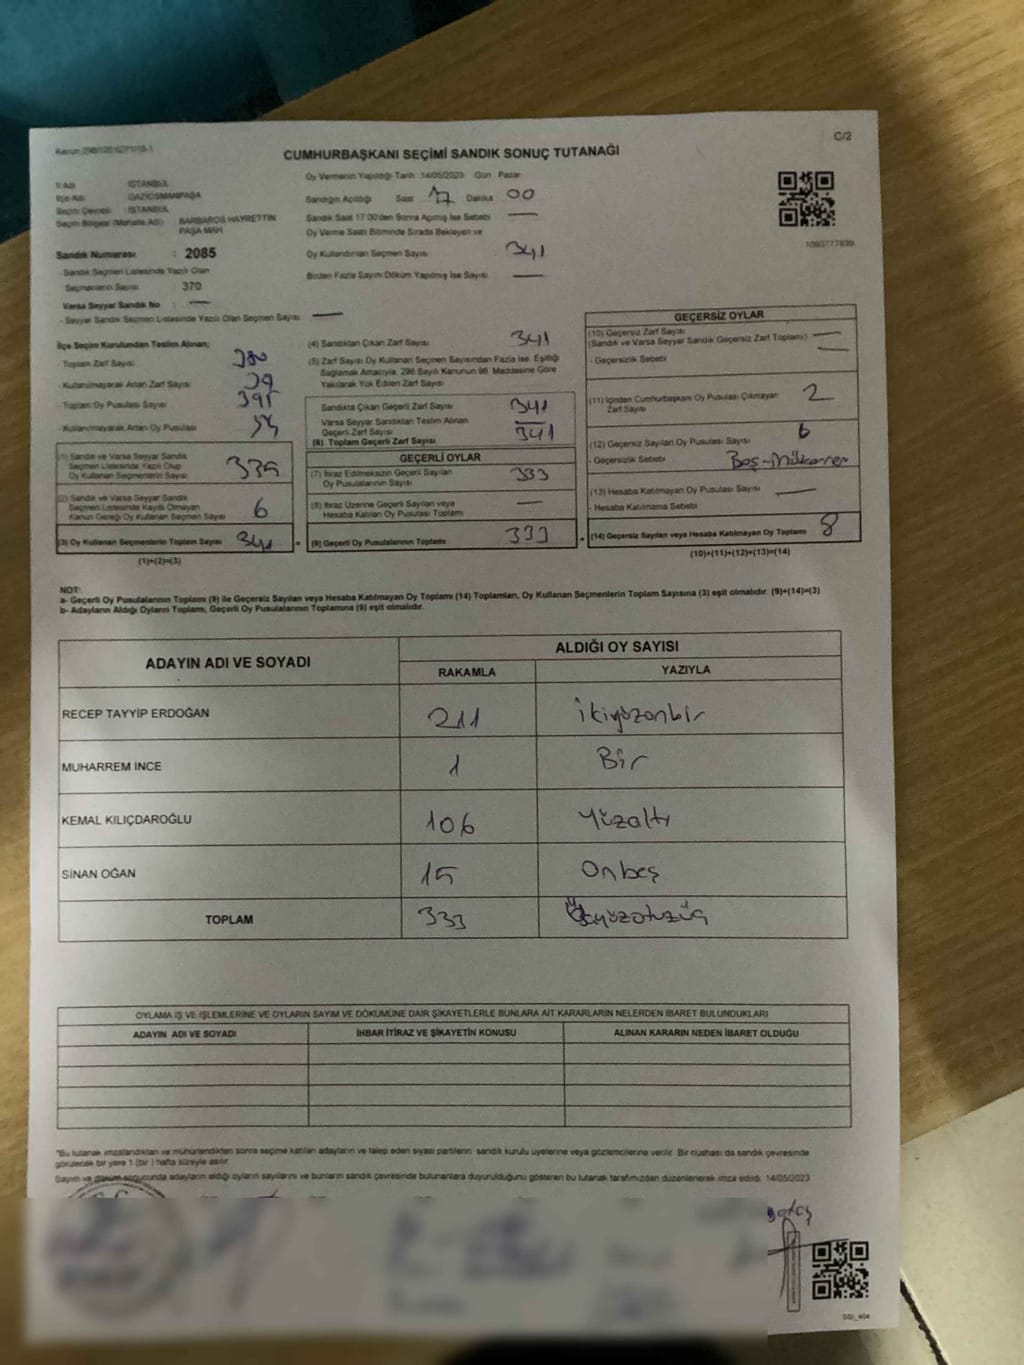 C/2
CUMHURBAŞKANI SEÇİMİ SANDIK SONUÇ TUTANAĞI
İl Adı : İSTANBUL
İlçe Adı : GAZİOSMANPAŞA
Seçim Çevresi : İSTANBUL
Seçim Bölgesi (Mahalle Adı) : BARBAROS HAYRETTİN PAŞA MAH
Sandık Numarası : 2085
- Sandık Seçmen Listesinde Yazılı Olan
Seçmenlerin Sayısı 370
Varsa Seyyar Sandık No : —
- Seyyar Sandık Seçmen Listesinde Yazılı Olan Seçmen Sayısı —
Oy Vermenin Yapıldığı Tarih 14/05/2023 Gün Pazar
Sandığın Açıldığı Saat 17 Dakika 00
Sandık Saat 17:00'den Sonra Açılmış İse Sebebi —
Oy Verme Saati Bitiminde Sırada Bekleyen ve
Oy Kullandırılan Seçmen Sayısı 341
Birden Fazla Sayım Döküm Yapılmış İse Sayısı —
1093777039
İlçe Seçim Kurulundan Teslim Alınan;
- Toplam Zarf Sayısı
- Kullanılmayarak Artan Zarf Sayısı
- Toplam Oy Pusulası Sayısı
- Kullanılmayarak Artan Oy Pusulası
(1) Sandık ve Varsa Seyyar Sandık
Seçmen Listesinde Yazılı Olup
Oy Kullanan Seçmenlerin Sayısı 335
(2) Sandık ve Varsa Seyyar Sandık
Seçmen Listesinde Kayıtlı Olmayan
Kanun Gereği Oy Kullanan Seçmen Sayısı 6
(3) Oy Kullanan Seçmenlerin Toplam Sayısı 341
(1)+(2)=(3)
(4) Sandıktan Çıkan Zarf Sayısı 341
(5) Zarf Sayısı Oy Kullanan Seçmen Sayısından Fazla İse, Eşitliği
Sağlamak Amacıyla, 298 Sayılı Kanunun 98. Maddesine Göre
Yakılarak Yok Edilen Zarf Sayısı
Sandıkta Çıkan Geçerli Zarf Sayısı 341
Varsa Seyyar Sandıktan Teslim Alınan
Geçerli Zarf Sayısı —
(6) Toplam Geçerli Zarf Sayısı 341
GEÇERLİ OYLAR
(7) İtiraz Edilmeksizin Geçerli Sayılan
Oy Pusulasının Sayısı 333
(8) İtiraz Üzerine Geçerli Sayılan veya
Hesaba Katılan Oy Pusulası Toplamı —
= (9) Geçerli Oy Pusulalarının Toplamı 333
GEÇERSİZ OYLAR
(10) Geçersiz Zarf Sayısı —
(Sandık ve Varsa Seyyar Sandık Geçersiz Zarf Toplamı) —
- Geçersizlik Sebebi
(11) İçinden Cumhurbaşkanı Oy Pusulası Çıkmayan
Zarf Sayısı 2
(12) Geçersiz Sayılan Oy Pusulası Sayısı 6
- Geçersizlik Sebebi Boş-Mükerrer
(13) Hesaba Katılmayan Oy Pusulası Sayısı —
- Hesaba Katılmama Sebebi
+ (14) Geçersiz Sayılan veya Hesaba Katılmayan Oy Toplamı 8
(10)+(11)+(12)+(13)=(14)
NOT:
a- Geçerli Oy Pusulalarının Toplamı (9) ile Geçersiz Sayılan veya Hesaba Katılmayan Oy Toplamı (14) Toplamları, Oy Kullanan Seçmenlerin Toplam Sayısına (3) eşit olmalıdır. (9)+(14)=(3)
b- Adayların Aldığı Oyların Toplamı, Geçerli Oy Pusulalarının Toplamına (9) eşit olmalıdır.
ADAYIN ADI VE SOYADI ALDIĞI OY SAYISI
RAKAMLA YAZIYLA
RECEP TAYYİP ERDOĞAN 211 İkiyüzonbir
MUHARREM İNCE 1 Bir
KEMAL KILIÇDAROĞLU 106 Yüzaltı
SİNAN OĞAN 15 Onbeş
TOPLAM 333 Üçyüzotuzüç
OYLAMA İŞ VE İŞLEMLERİNE VE OYLARIN SAYIM VE DÖKÜMÜNE DAİR ŞİKAYETLERLE BUNLARA AİT KARARLARIN NELERDEN İBARET BULUNDUKLARI
ADAYIN ADI VE SOYADI İHBAR İTİRAZ VE ŞİKAYETİN KONUSU ALINAN KARARIN NEDEN İBARET OLDUĞU
"Bu tutanak imzalandıktan ve mühürlendikten sonra seçime katılan adayların ve talep eden siyasi partilerin sandık kurulu üyelerine veya gözlemcilerine verilir. Bir nüshası da sandık çevresinde
görülecek bir yere 1 (bir ) hafta süreyle asılır.
Sayım ve döküm sonucunda adayların aldığı oyların sayılarını ve bunların sandık çevresinde bulunanlara duyurulduğunu gösteren bu tutanak tarafımızdan düzenlenerek imza edildi. 14/05/2023